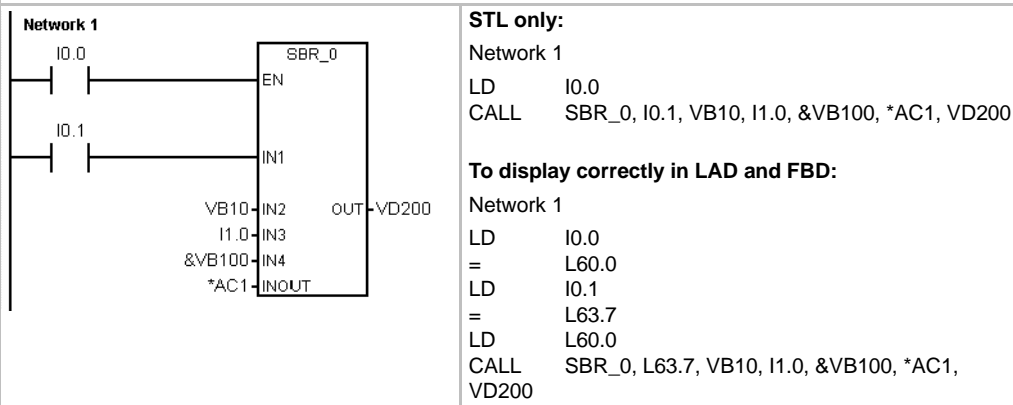 Network 1
I0.0
SBR_0
EN
I0.1
IN1
VB10 IN2 OUT VD200
I1.0 IN3
&VB100 IN4
*AC1 INOUT
STL only:
Network 1
LD I0.0
CALL SBR_0, I0.1, VB10, I1.0, &VB100, *AC1, VD200
To display correctly in LAD and FBD:
Network 1
LD I0.0
= L60.0
LD I0.1
= L63.7
LD L60.0
CALL SBR_0, L63.7, VB10, I1.0, &VB100, *AC1,
VD200